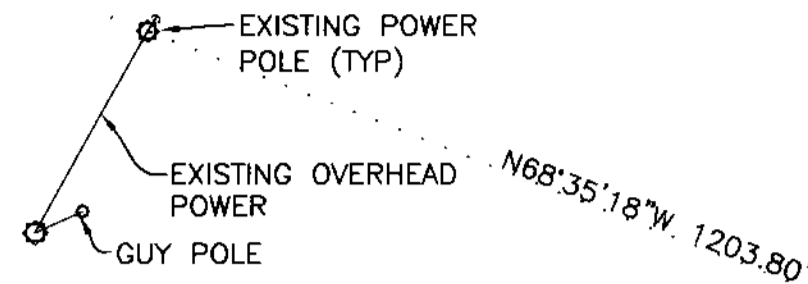 EXISTING POWER
POLE (TYP)
EXISTING OVERHEAD
POWER
GUY POLE
N68°35'18"W 1203.80'